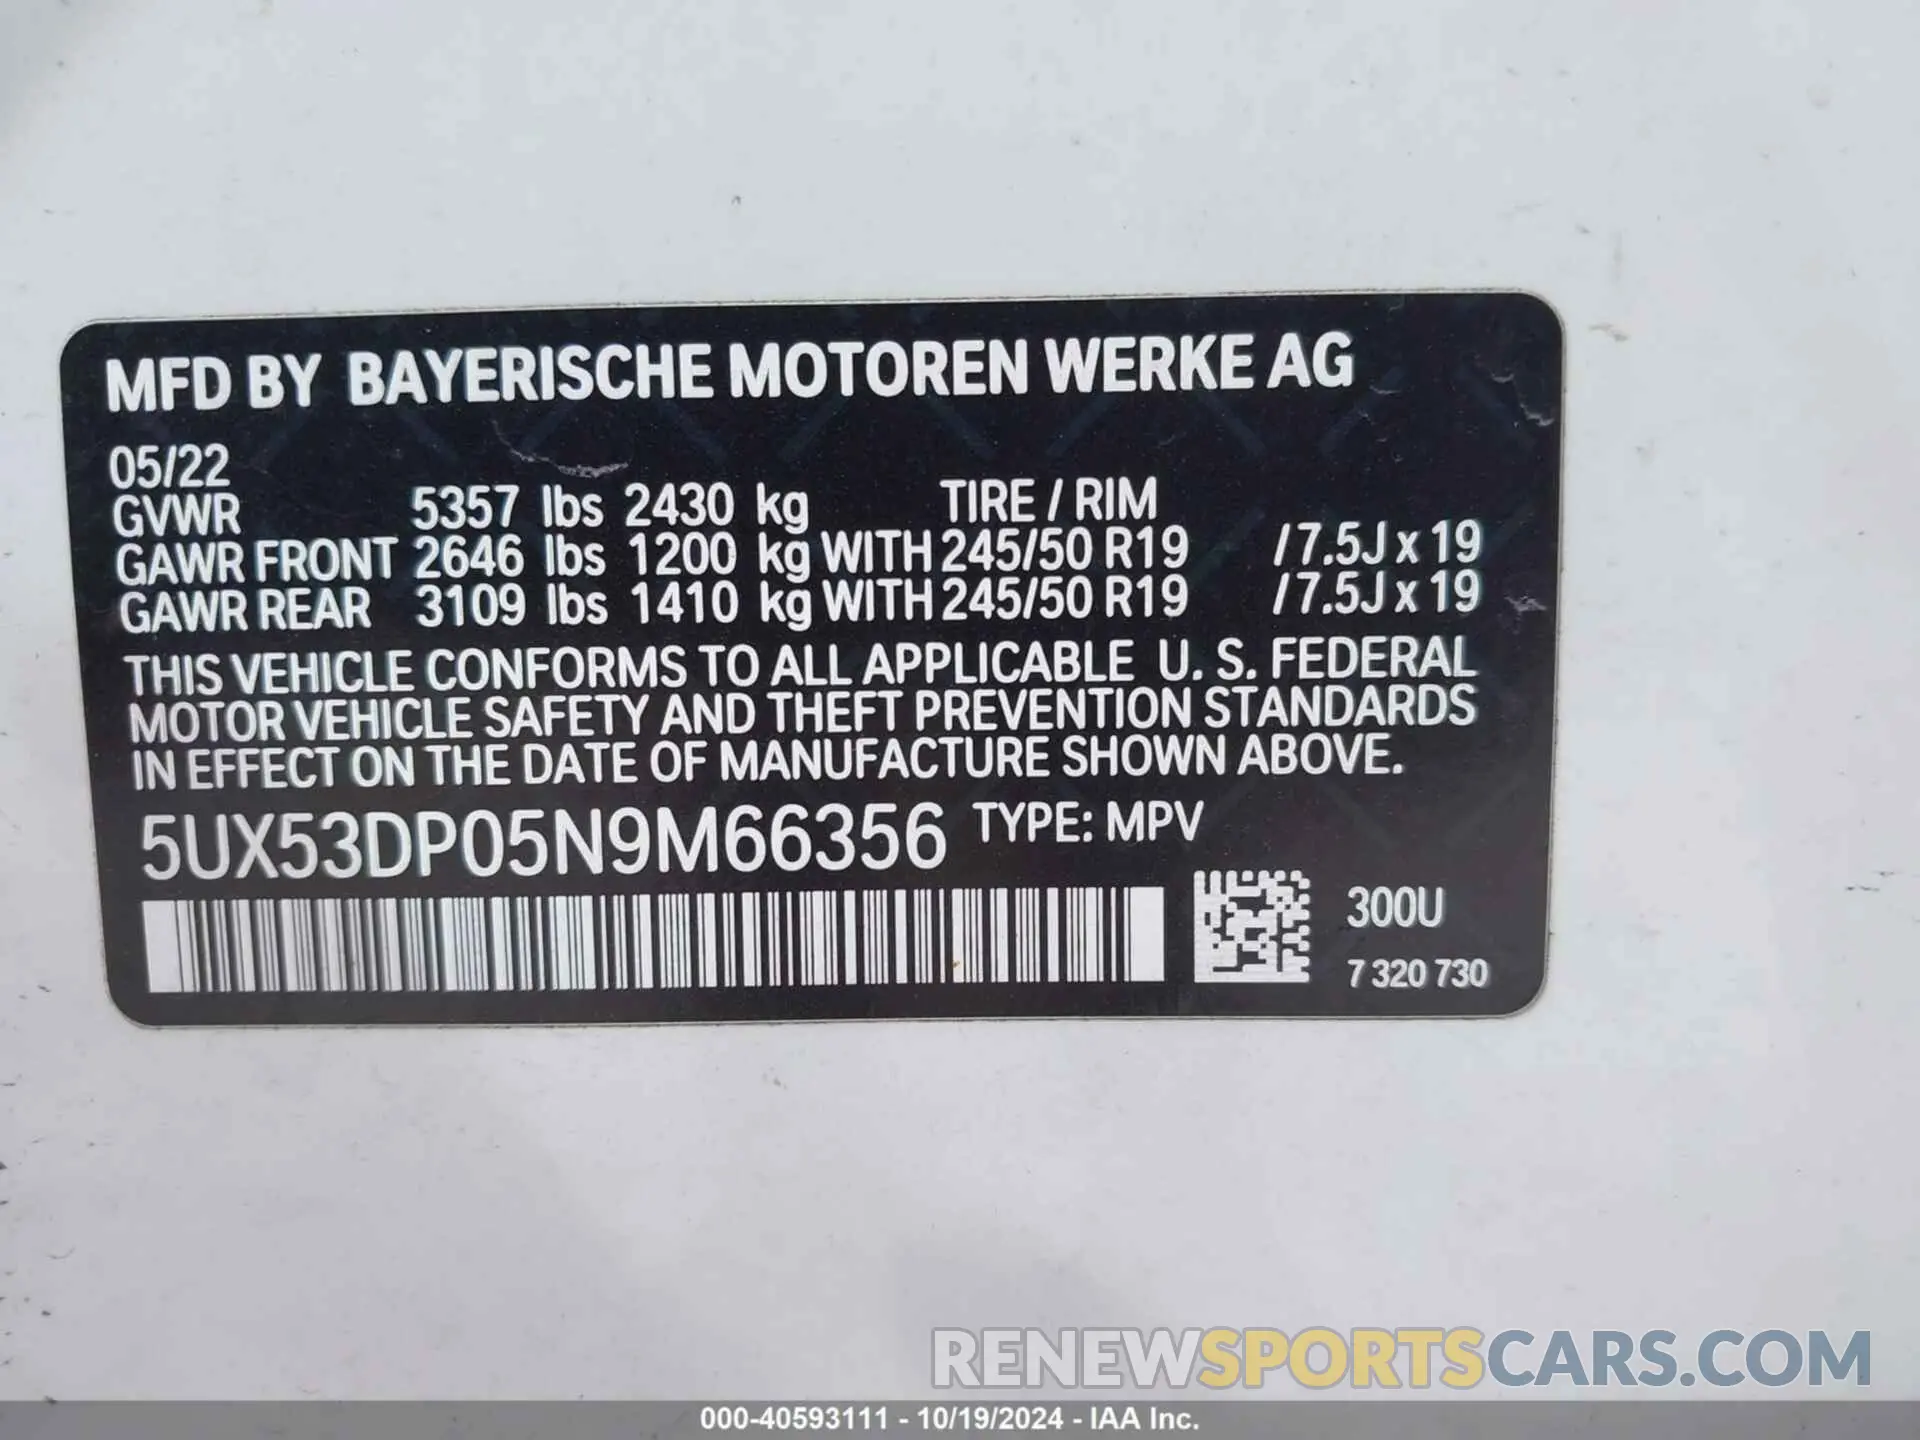 MFD BY BAYERISCHE MOTOREN WERKE AG
05/22
GVWR 5357 lbs 2430 kg TIRE / RIM
GAWR FRONT 2646 lbs 1200 kg WITH 245/50 R19 / 7.5J x 19
GAWR REAR 3109 lbs 1410 kg WITH 245/50 R19 / 7.5J x 19
THIS VEHICLE CONFORMS TO ALL APPLICABLE U. S. FEDERAL
MOTOR VEHICLE SAFETY AND THEFT PREVENTION STANDARDS
IN EFFECT ON THE DATE OF MANUFACTURE SHOWN ABOVE.
5UX53DP05N9M66356 TYPE: MPV
300U
7 320 730
RENEWSPORTSCARS.COM
000-40593111 - 10/19/2024 - IAA Inc.